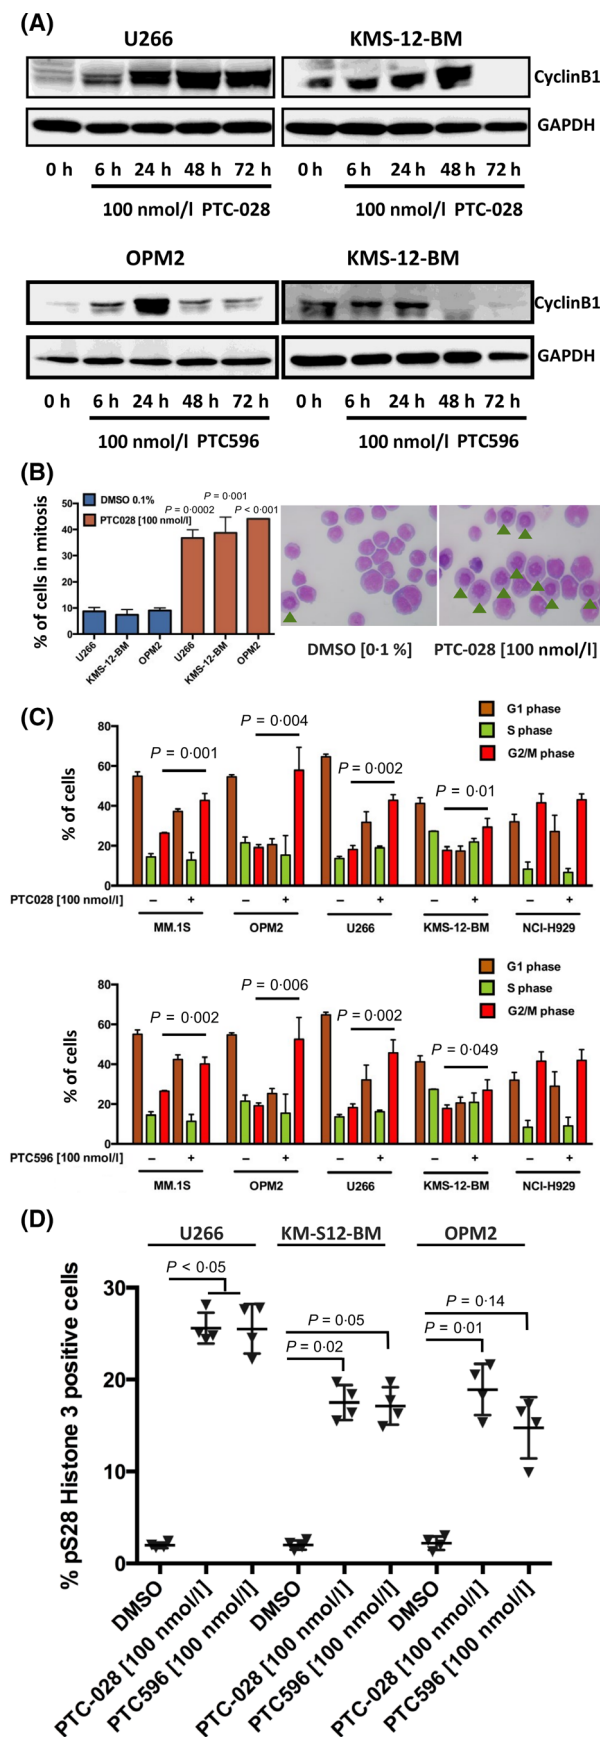 (A)
U266 KMS-12-BM
CyclinB1
GAPDH
0 h 6 h 24 h 48 h 72 h 0 h 6 h 24 h 48 h 72 h
100 nmol/l PTC-028 100 nmol/l PTC-028
OPM2 KMS-12-BM
CyclinB1
GAPDH
0 h 6 h 24 h 48 h 72 h 0 h 6 h 24 h 48 h 72 h
100 nmol/l PTC596 100 nmol/l PTC596
(B)
% of cells in mitosis
50
40
30
20
10
0
DMSO 0.1%
PTC028 [100 nmol/l]
P = 0·0002
P = 0·001
P < 0·001
U266 KMS-12-BM OPM2 U266 KMS-12-BM OPM2
DMSO [0·1 %] PTC-028 [100 nmol/l]
(C)
G1 phase
S phase
G2/M phase
% of cells
80
60
40
20
0
P = 0·001
P = 0·004
P = 0·002
P = 0·01
PTC028 [100 nmol/l] – + – + – + – + – +
MM.1S OPM2 U266 KMS-12-BM NCI-H929
G1 phase
S phase
G2/M phase
% of cells
80
60
40
20
0
P = 0·002
P = 0·006
P = 0·002
P = 0·049
PTC596 [100 nmol/l] – + – + – + – + – +
MM.1S OPM2 U266 KMS-12-BM NCI-H929
(D)
U266 KM-S12-BM OPM2
% pS28 Histone 3 positive cells
30
20
10
0
P < 0·05
P = 0·05
P = 0·02
P = 0·14
P = 0·01
DMSO
PTC-028 [100 nmol/l]
PTC596 [100 nmol/l]
DMSO
PTC-028 [100 nmol/l]
PTC596 [100 nmol/l]
DMSO
PTC-028 [100 nmol/l]
PTC596 [100 nmol/l]